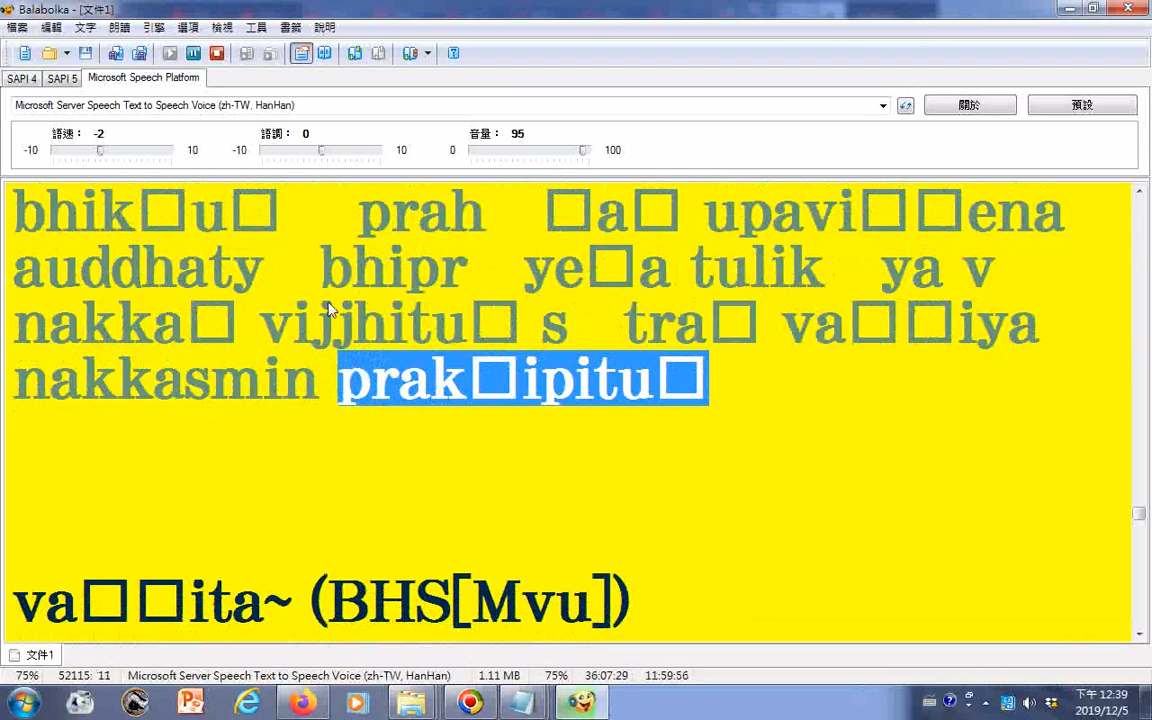 Balabolka - [文件1]
檔案 編輯 文字 朗讀 引擎 選項 檢視 工具 書籤 說明
SAPI 4 SAPI 5 Microsoft Speech Platform
Microsoft Server Speech Text to Speech Voice (zh-TW, HanHan) 關於 預設
語速： -2 語調： 0 音量： 95
-10 10 -10 10 0 100
bhik□u□ prah □a□ upavi□□ena
auddhaty bhipr ye□a tulik ya v
nakka□ vijjhitu□ s tra□ va□□iya
nakkasmin prak□ipitu□
va□□ita~ (BHS[Mvu])
文件1
75% 52115: 11 Microsoft Server Speech Text to Speech Voice (zh-TW, HanHan) 1.11 MB 75% 36:07:29 11:59:56
下午 12:39
2019/12/5